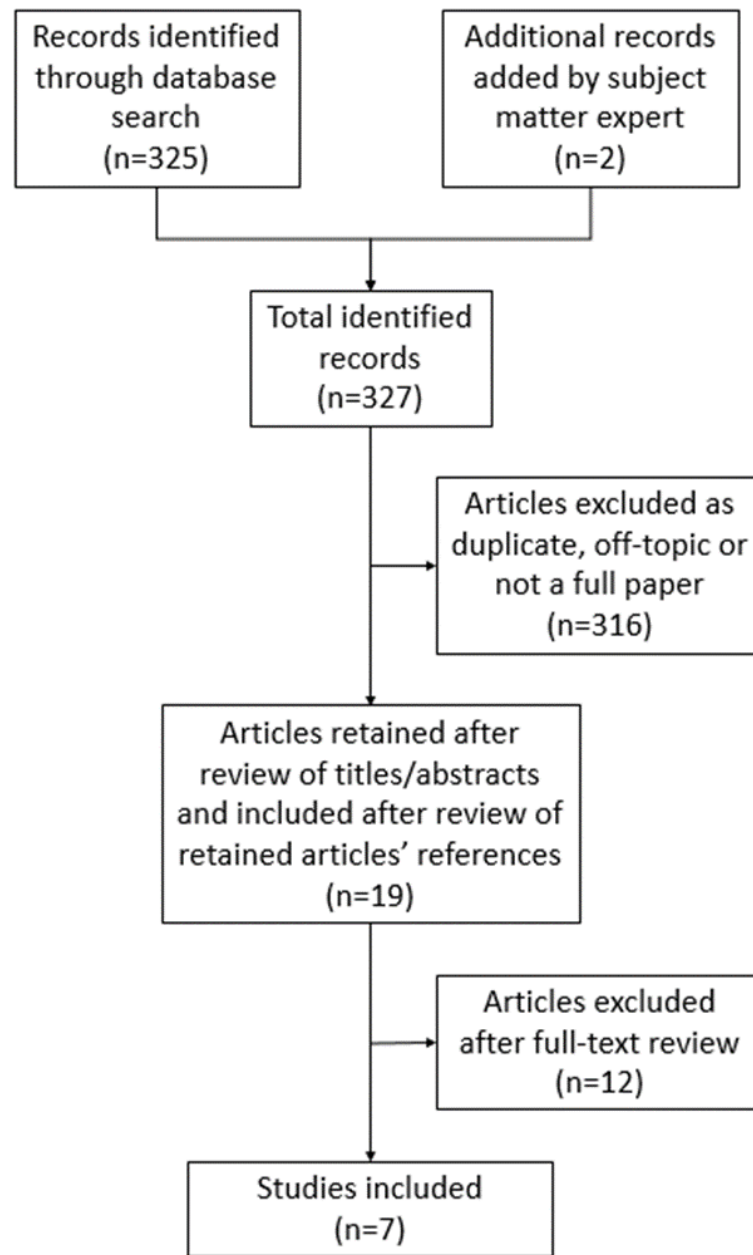 Records identified
through database
search
(n=325)
Additional records
added by subject
matter expert
(n=2)
Total identified
records
(n=327)
Articles excluded as
duplicate, off-topic or
not a full paper
(n=316)
Articles retained after
review of titles/abstracts
and included after review of
retained articles’ references
(n=19)
Articles excluded
after full-text review
(n=12)
Studies included
(n=7)